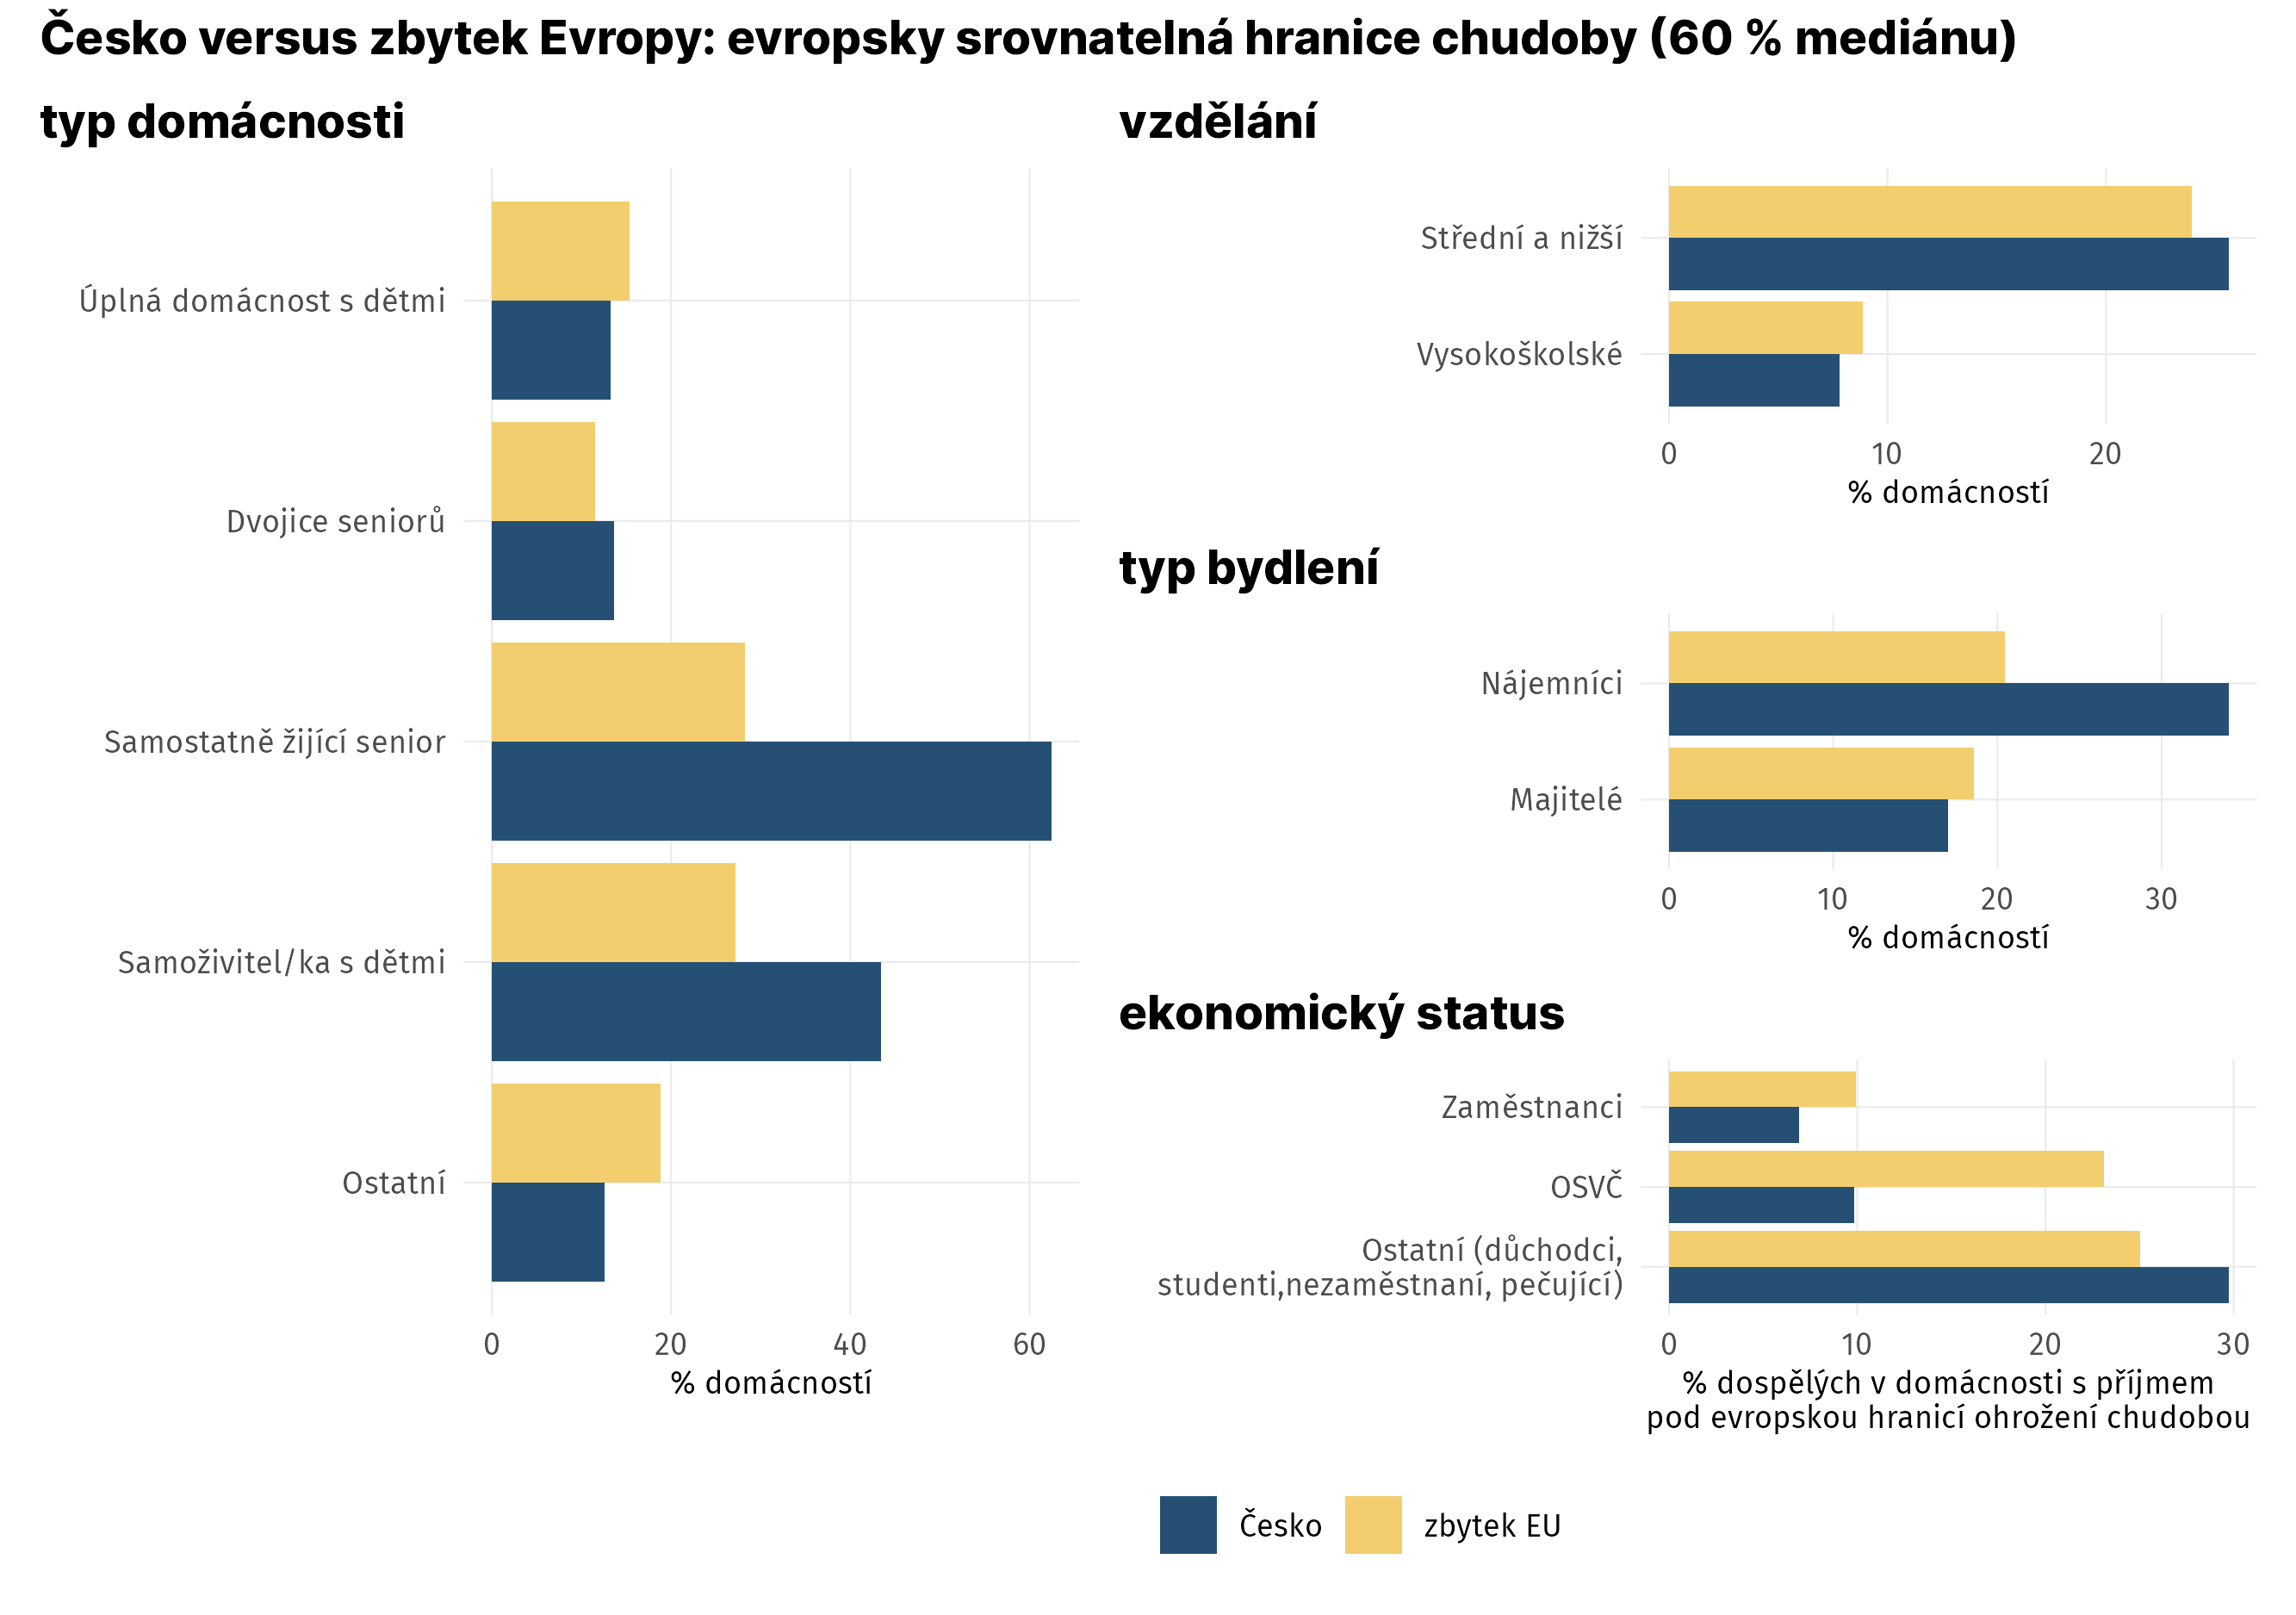 Česko versus zbytek Evropy: evropsky srovnatelná hranice chudoby (60 % mediánu)
typ domácnosti
Úplná domácnost s dětmi
Dvojice seniorů
Samostatně žijící senior
Samoživitel/ka s dětmi
Ostatní
0 20 40 60
% domácností
vzdělání
Střední a nižší
Vysokoškolské
0 10 20
% domácností
typ bydlení
Nájemníci
Majitelé
0 10 20 30
% domácností
ekonomický status
Zaměstnanci
OSVČ
Ostatní (důchodci,
studenti,nezaměstnaní, pečující)
0 10 20 30
% dospělých v domácnosti s příjmem
pod evropskou hranicí ohrožení chudobou
Česko zbytek EU